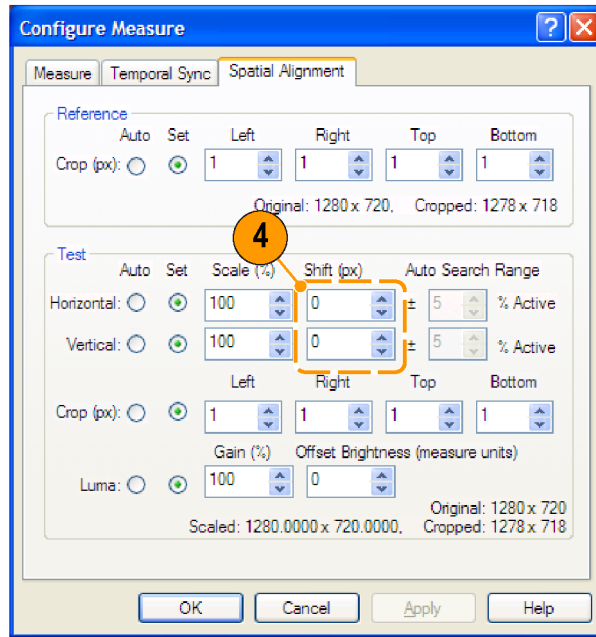 Configure Measure
Measure Temporal Sync Spatial Alignment
Reference
Auto Set Left Right Top Bottom
Crop (px): 1 1 1 1
Original: 1280 x 720, Cropped: 1278 x 718
4
Test
Auto Set Scale (%) Shift (px) Auto Search Range
Horizontal: 100 0 ± 5 % Active
Vertical: 100 0 ± 5 % Active
Left Right Top Bottom
Crop (px): 1 1 1 1
Gain (%) Offset Brightness (measure units)
Luma: 100 0
Original: 1280 x 720
Scaled: 1280.0000 x 720.0000, Cropped: 1278 x 718
OK Cancel Apply Help